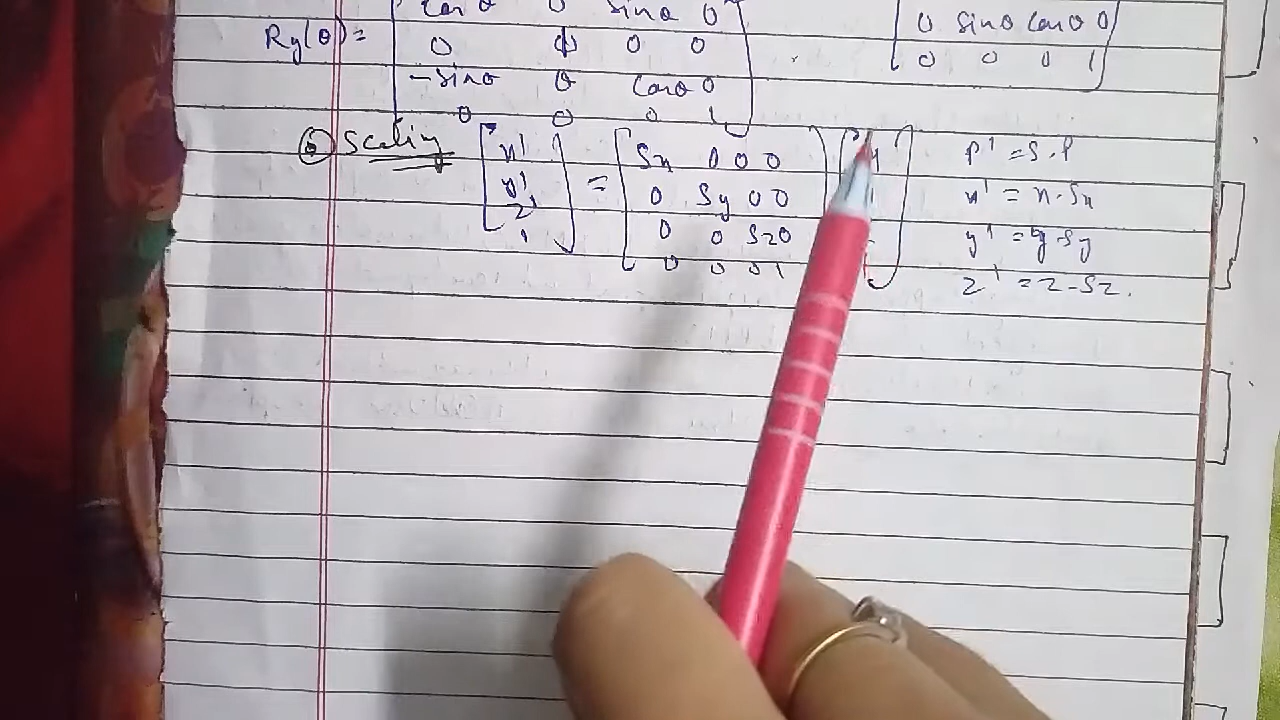 Cosθ 0 sinθ 0
Ry(θ) =
0 1 0 0
-sinθ 0 Cosθ 0
0 0 0 1
0 sinθ Cosθ 0
0 0 0 1
Scaling
x' = Sx 0 0 0
y' 0 Sy 0 0
z' 0 0 Sz 0
1 0 0 0 1
P' = S.P
x' = x.Sx
y' = y.Sy
z' = z.Sz.